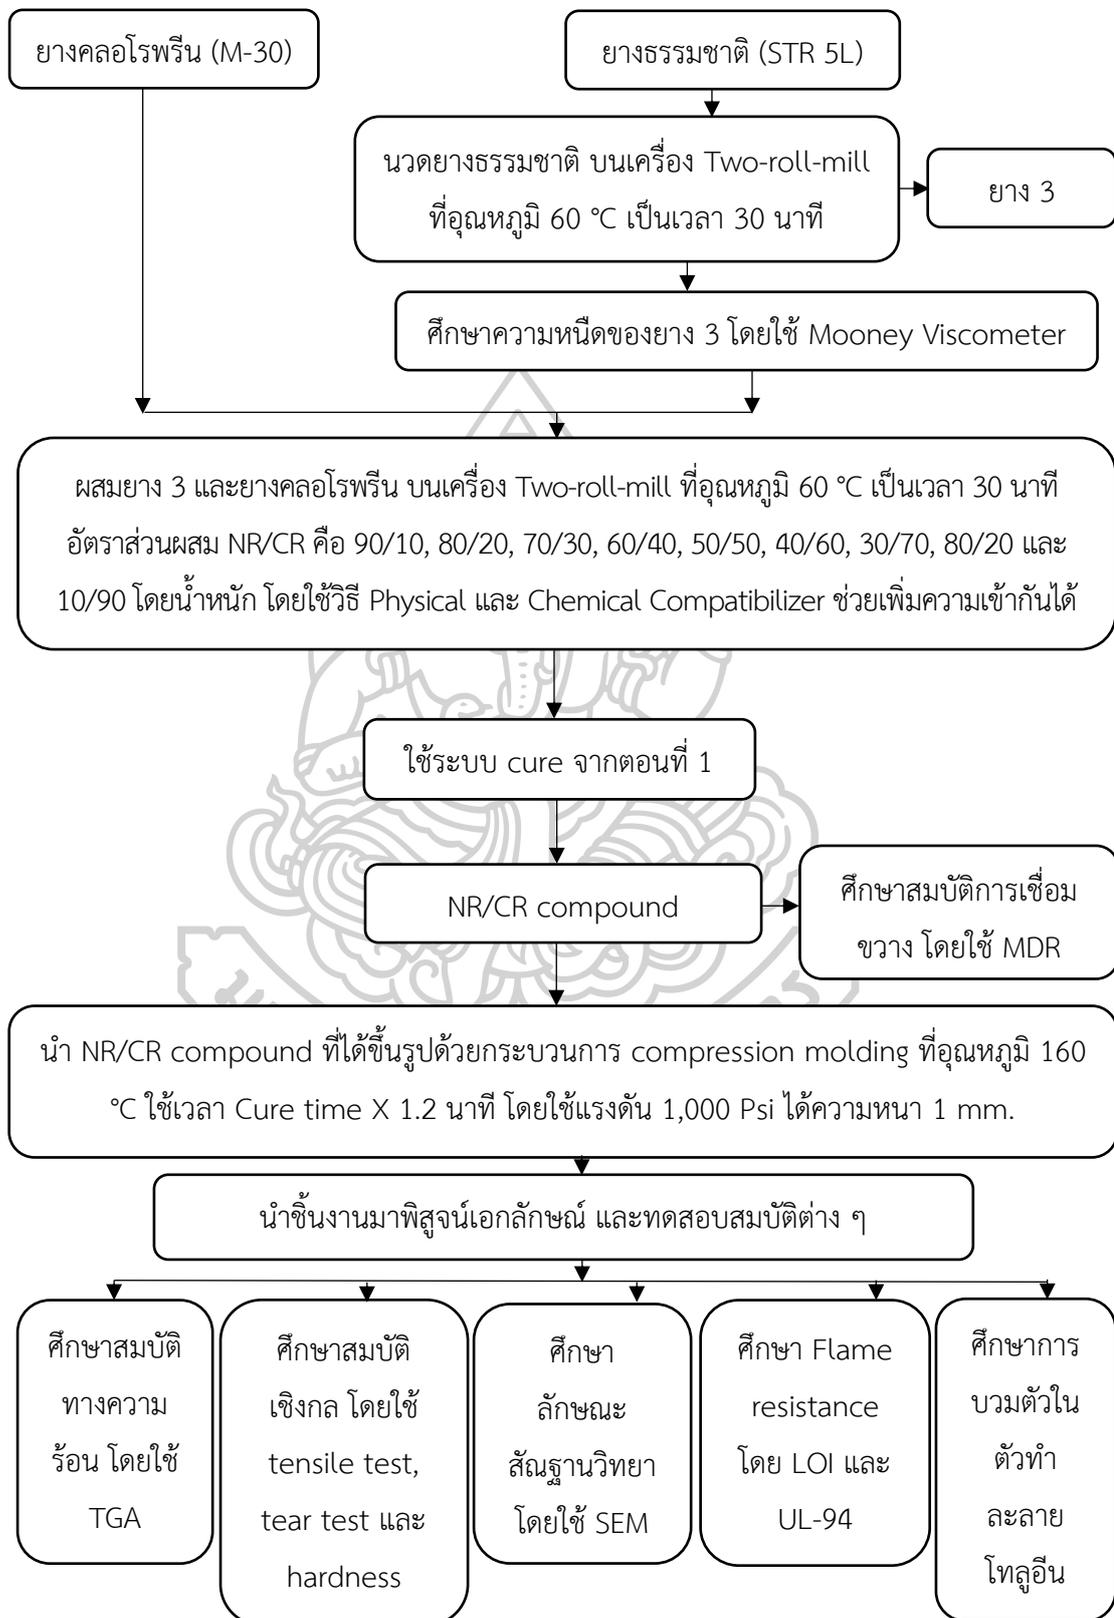 ยางคลอโรพรีน (M-30)
ยางธรรมชาติ (STR 5L)
นวดยางธรรมชาติ บนเครื่อง Two-roll-mill
ที่อุณหภูมิ 60 °C เป็นเวลา 30 นาที
ยาง 3
ศึกษาความหนืดของยาง 3 โดยใช้ Mooney Viscometer
ผสมยาง 3 และยางคลอโรพรีน บนเครื่อง Two-roll-mill ที่อุณหภูมิ 60 °C เป็นเวลา 30 นาที
อัตราส่วนผสม NR/CR คือ 90/10, 80/20, 70/30, 60/40, 50/50, 40/60, 30/70, 80/20 และ
10/90 โดยน้ำหนัก โดยใช้วิธี Physical และ Chemical Compatibilizer ช่วยเพิ่มความเข้ากันได้
ใช้ระบบ cure จากตอนที่ 1
NR/CR compound
ศึกษาสมบัติการเชื่อม
ขวาง โดยใช้ MDR
นำ NR/CR compound ที่ได้ขึ้นรูปด้วยกระบวนการ compression molding ที่อุณหภูมิ 160
°C ใช้เวลา Cure time X 1.2 นาที โดยใช้แรงดัน 1,000 Psi ได้ความหนา 1 mm.
นำชิ้นงานมาพิสูจน์เอกลักษณ์ และทดสอบสมบัติต่าง ๆ
ศึกษาสมบัติ
ทางความ
ร้อน โดยใช้
TGA
ศึกษาสมบัติ
เชิงกล โดยใช้
tensile test,
tear test และ
hardness
ศึกษา
ลักษณะ
สัณฐานวิทยา
โดยใช้ SEM
ศึกษา Flame
resistance
โดย LOI และ
UL-94
ศึกษาการ
บวมตัวใน
ตัวทำ
ละลาย
โทลูอีน